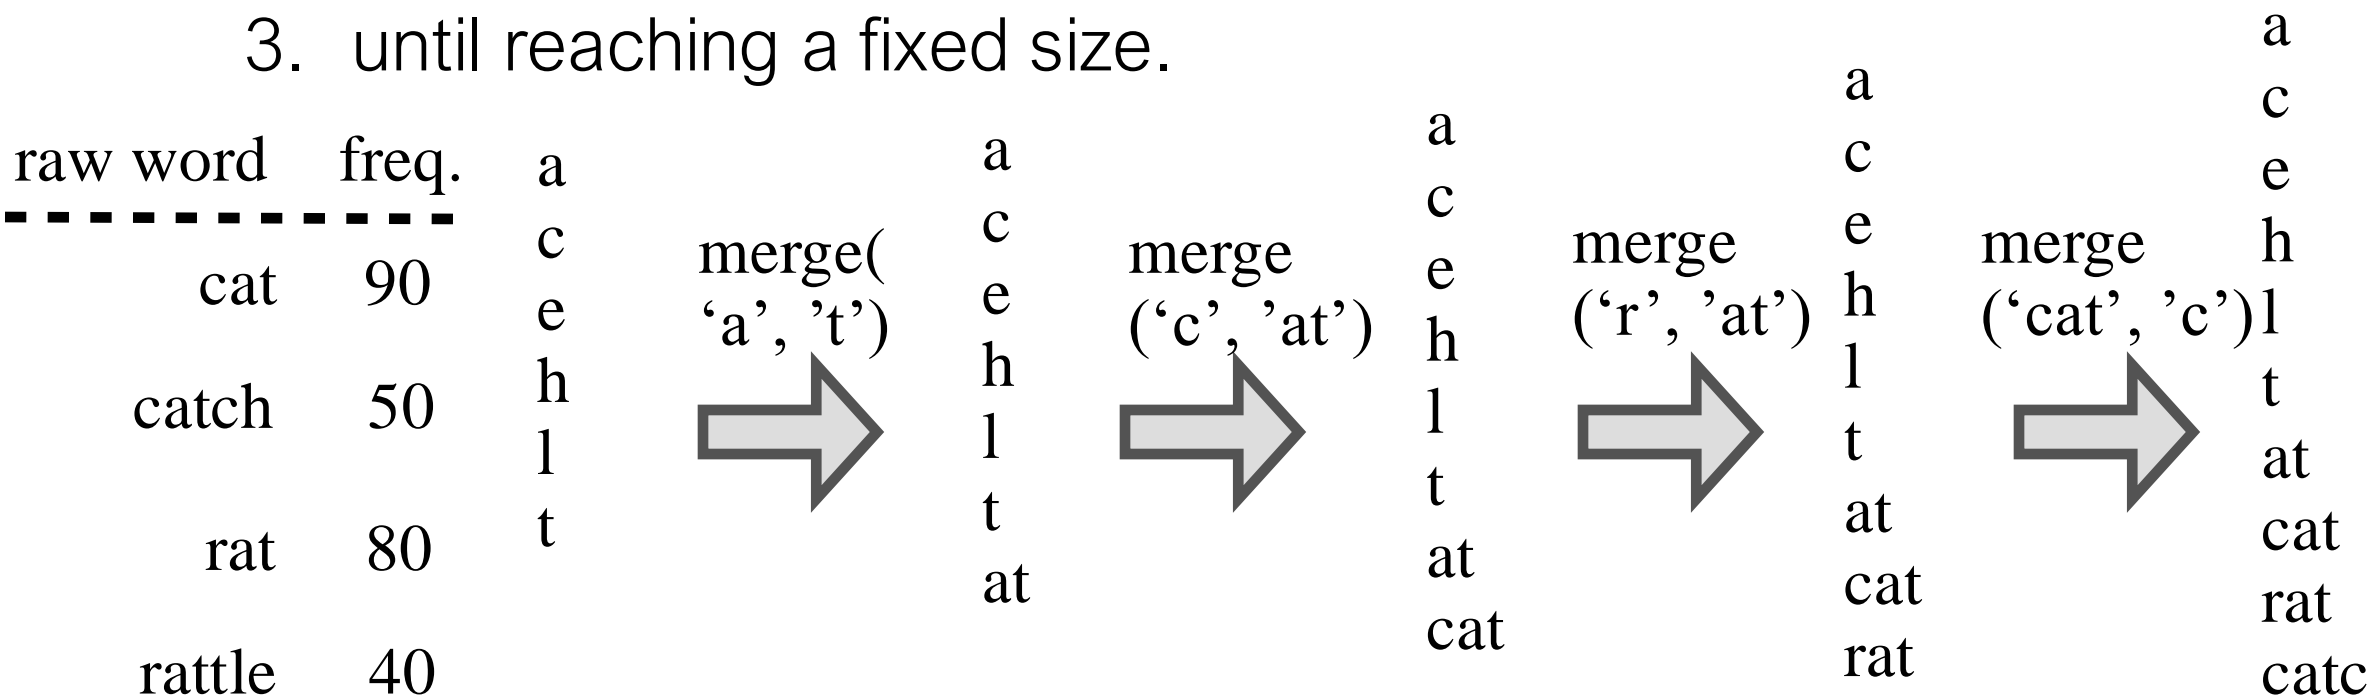 3. until reaching a fixed size.
raw word freq.
cat 90
catch 50
rat 80
rattle 40
a
c
e
h
l
t
merge(
‘a’, ’t’)
a
c
e
h
l
t
at
merge
(‘c’, ’at’)
a
c
e
h
l
t
at
cat
merge
(‘r’, ’at’)
a
c
e
h
l
t
at
cat
rat
merge
(‘cat’, ’c’)
a
c
e
h
l
t
at
cat
rat
catc